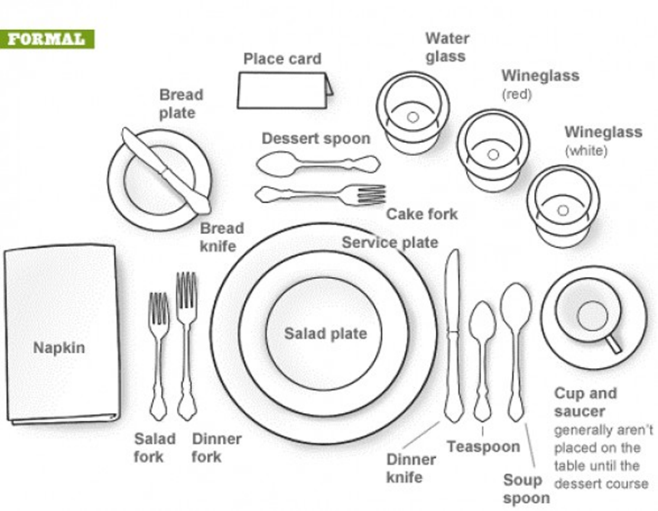 FORMAL
Place card
Water
glass
Wineglass
(red)
Wineglass
(white)
Bread
plate
Dessert spoon
Cake fork
Bread
knife
Service plate
Napkin
Salad plate
Salad
fork
Dinner
fork
Dinner
knife
Teaspoon
Soup
spoon
Cup and
saucer
generally aren't
placed on the
table until the
dessert course